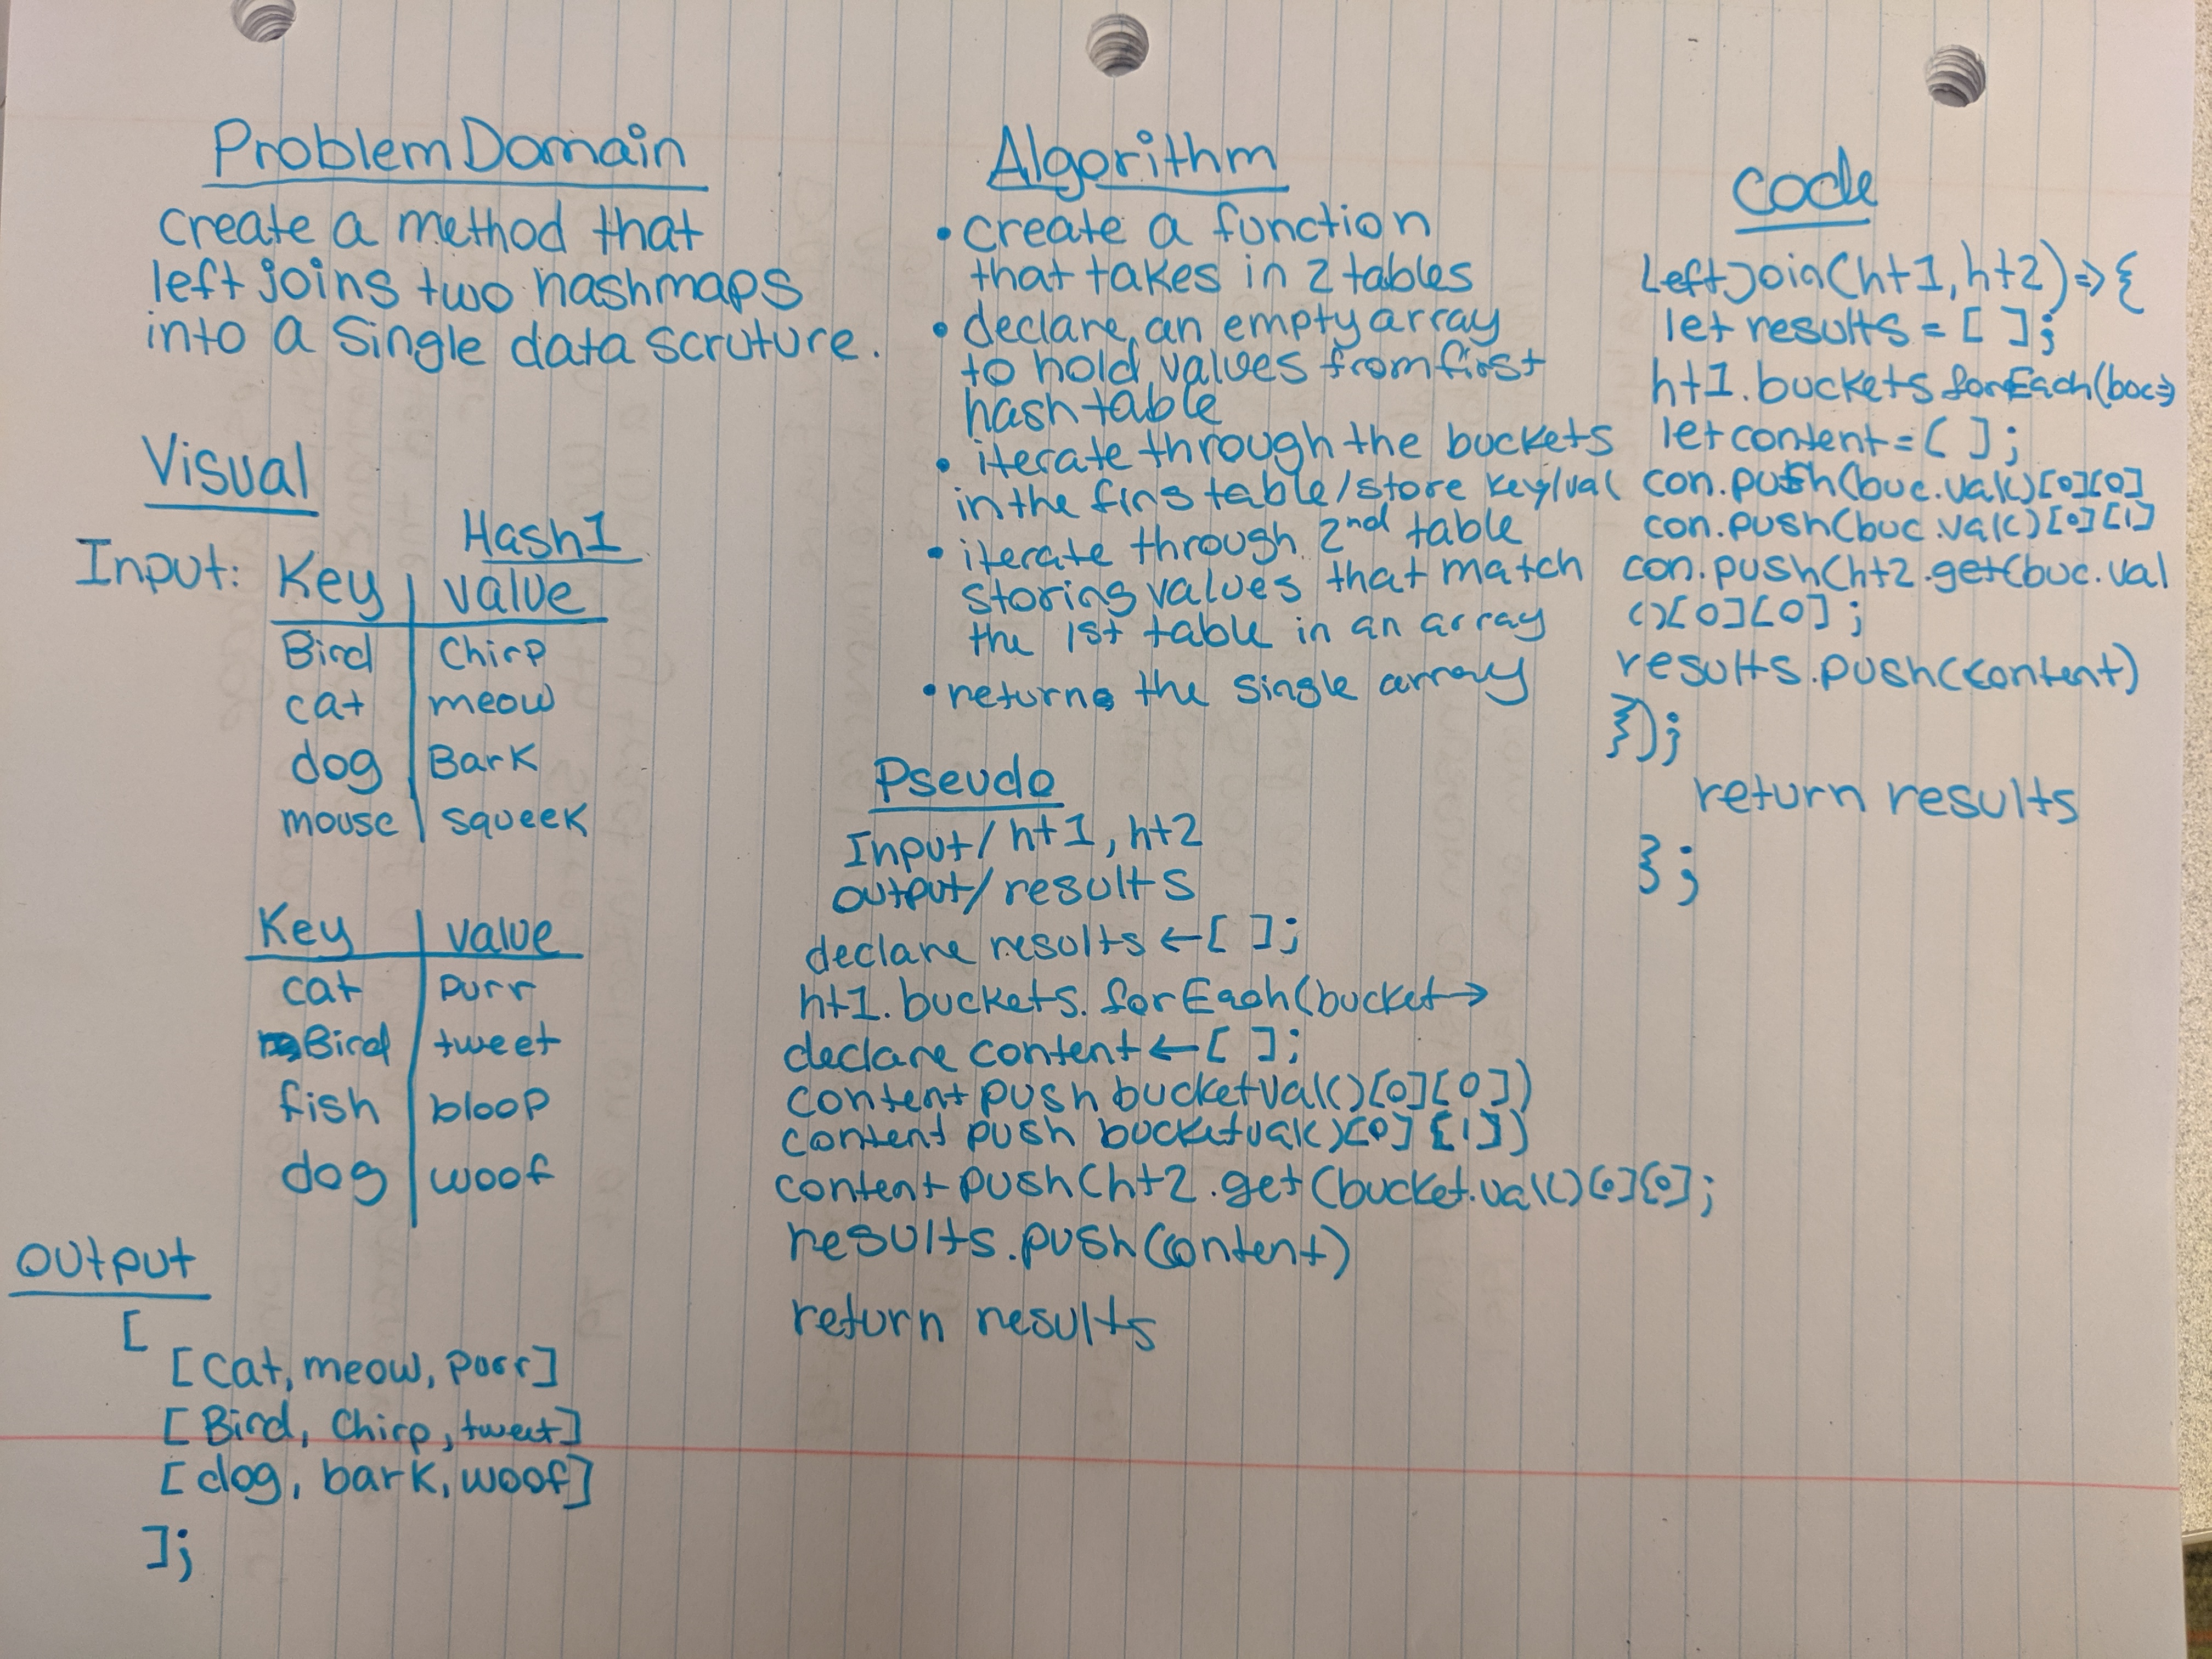 Problem Domain
Create a method that
left joins two hashmaps
into a single data scruture.
Visual
Hash1
Input: Key Value
Bird Chirp
cat meow
dog Bark
mouse squeek
Key Value
cat purr
Bird tweet
fish bloop
dog woof
output
[
[Cat, meow, purr]
[Bird, Chirp, tweet]
[dog, bark, woof]
];
Algorithm
• Create a function
that takes in 2 tables
• declare an empty array
to hold values from first
hash table
• iterate through the buckets
in the firs table/store key/val
• iterate through 2nd table
storing values that match
the 1st table in an array
• return the single array
Pseudo
Input/ ht1, ht2
output/ results
declare results ← [ ];
ht1.buckets.forEach(bucket→
declare content ← [ ];
content push bucket val()[0][0])
content push bucket val()[0][1])
content push(ht2.get(bucket.val()[0][0];
results.push(content)
return results
Code
LeftJoin(ht1,ht2)=>{
let results = [ ];
ht1.buckets forEach(buc=>
let content = [ ];
con.push(buc.val()[0][0]
con.push(buc.val()[0][1])
con.push(ht2.get(buc.val
()[0][0];
results.push(content)
});
return results
};